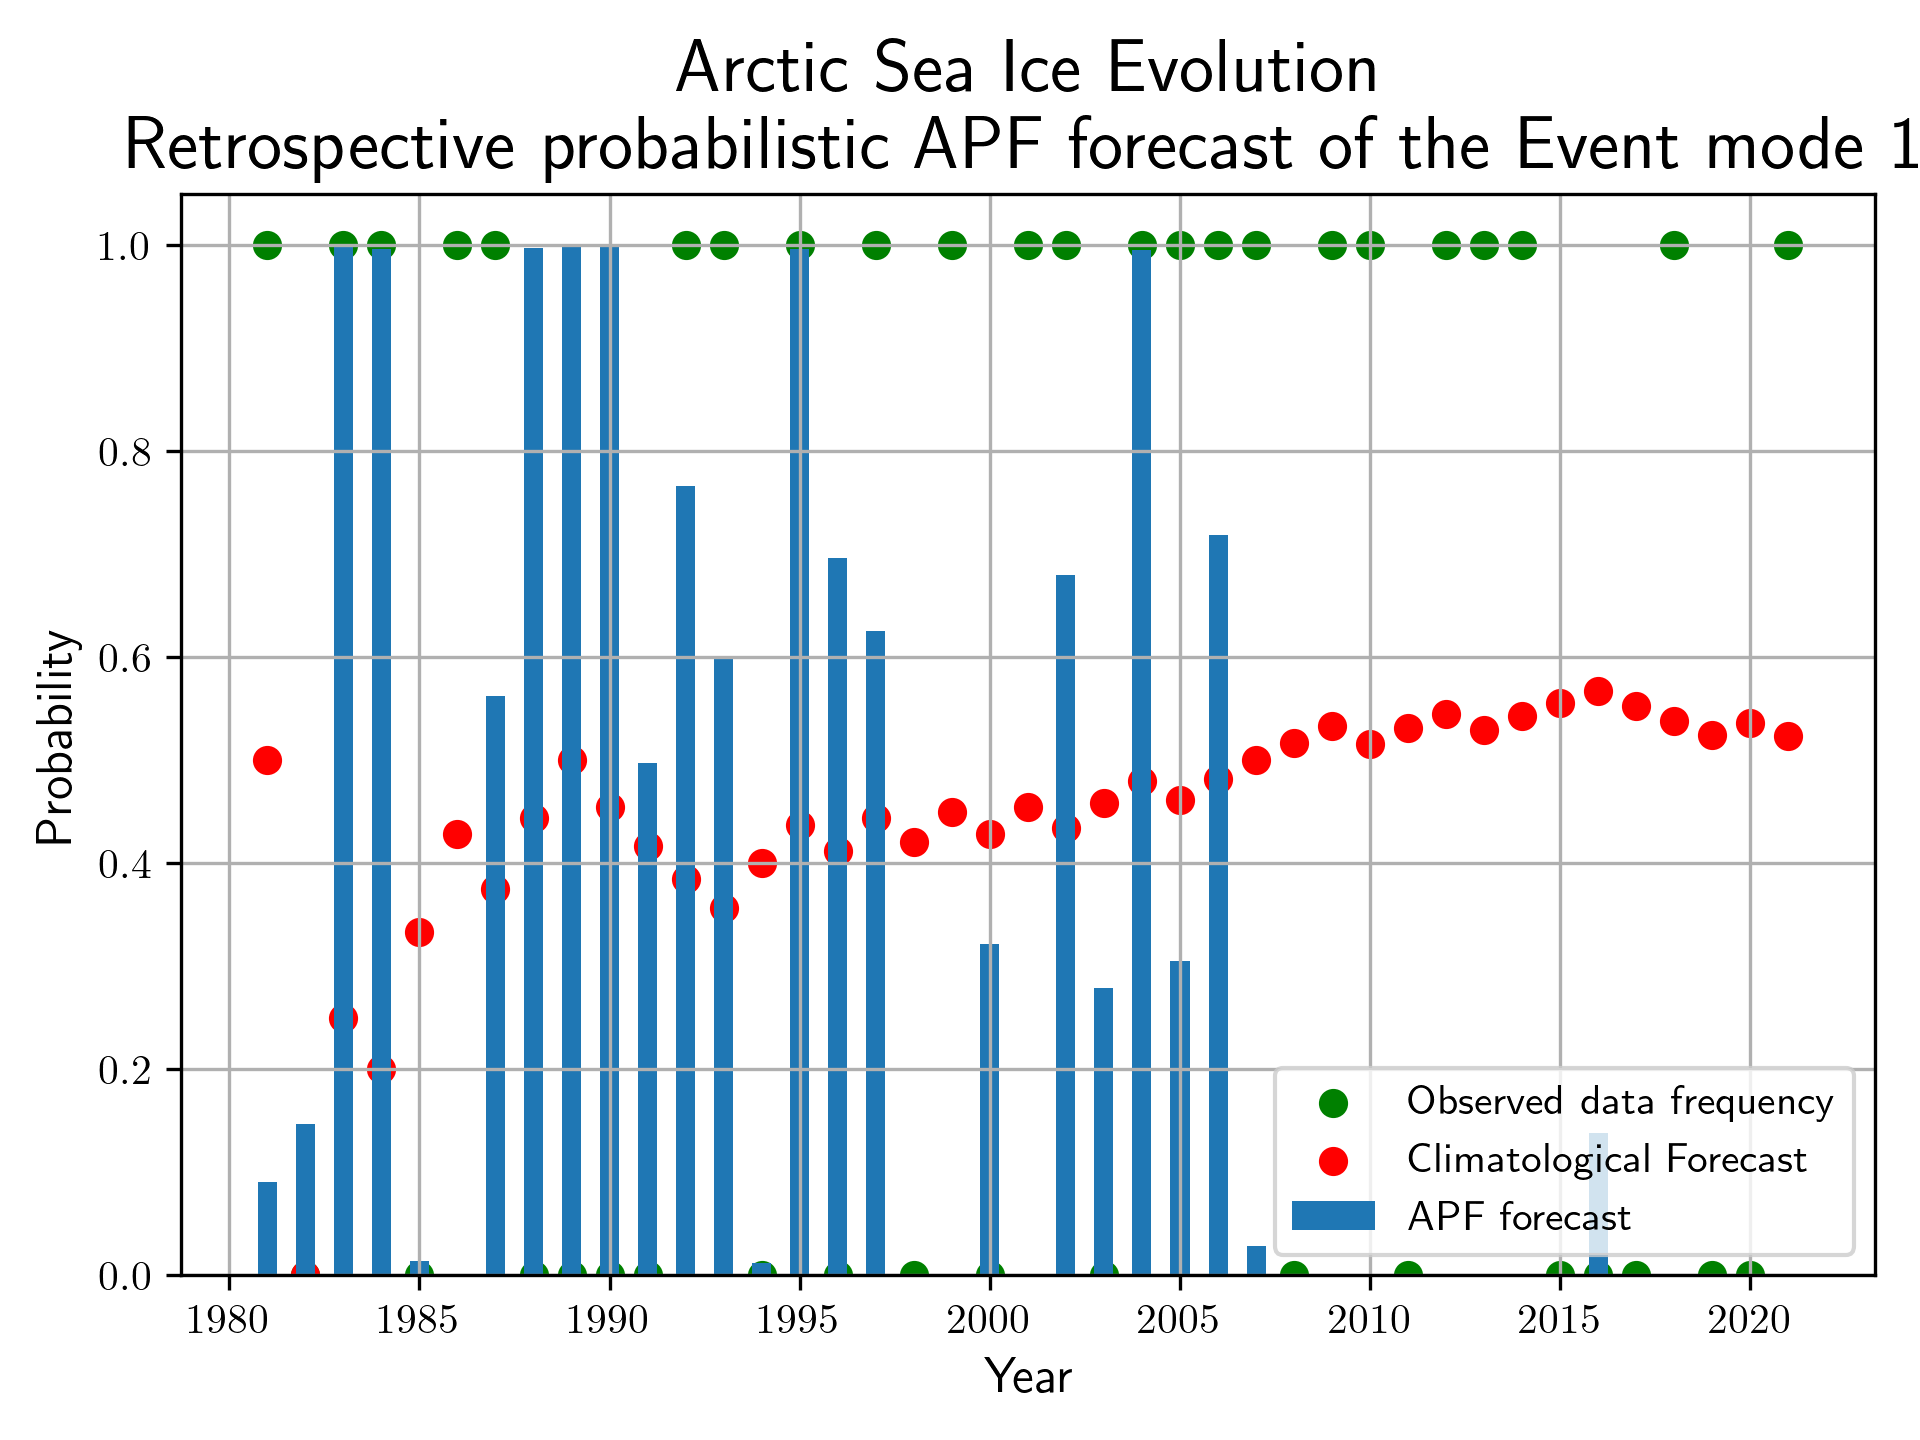 Arctic Sea Ice Evolution
Retrospective probabilistic APF forecast of the Event mode 1
1.0
0.8
0.6
0.4
0.2
0.0
Probability
Observed data frequency
Climatological Forecast
APF forecast
1980 1985 1990 1995 2000 2005 2010 2015 2020
Year